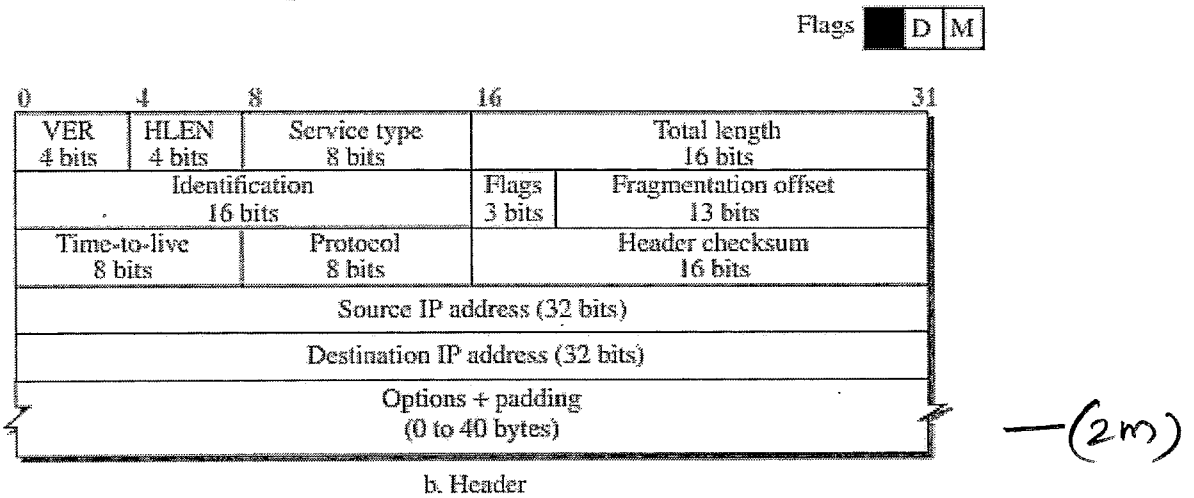 Flags D M
0 4 8 16 31
VER HLEN Service type Total length
4 bits 4 bits 8 bits 16 bits
Identification Flags Fragmentation offset
16 bits 3 bits 13 bits
Time-to-live Protocol Header checksum
8 bits 8 bits 16 bits
Source IP address (32 bits)
Destination IP address (32 bits)
Options + padding
(0 to 40 bytes)
—(2m)
b. Header